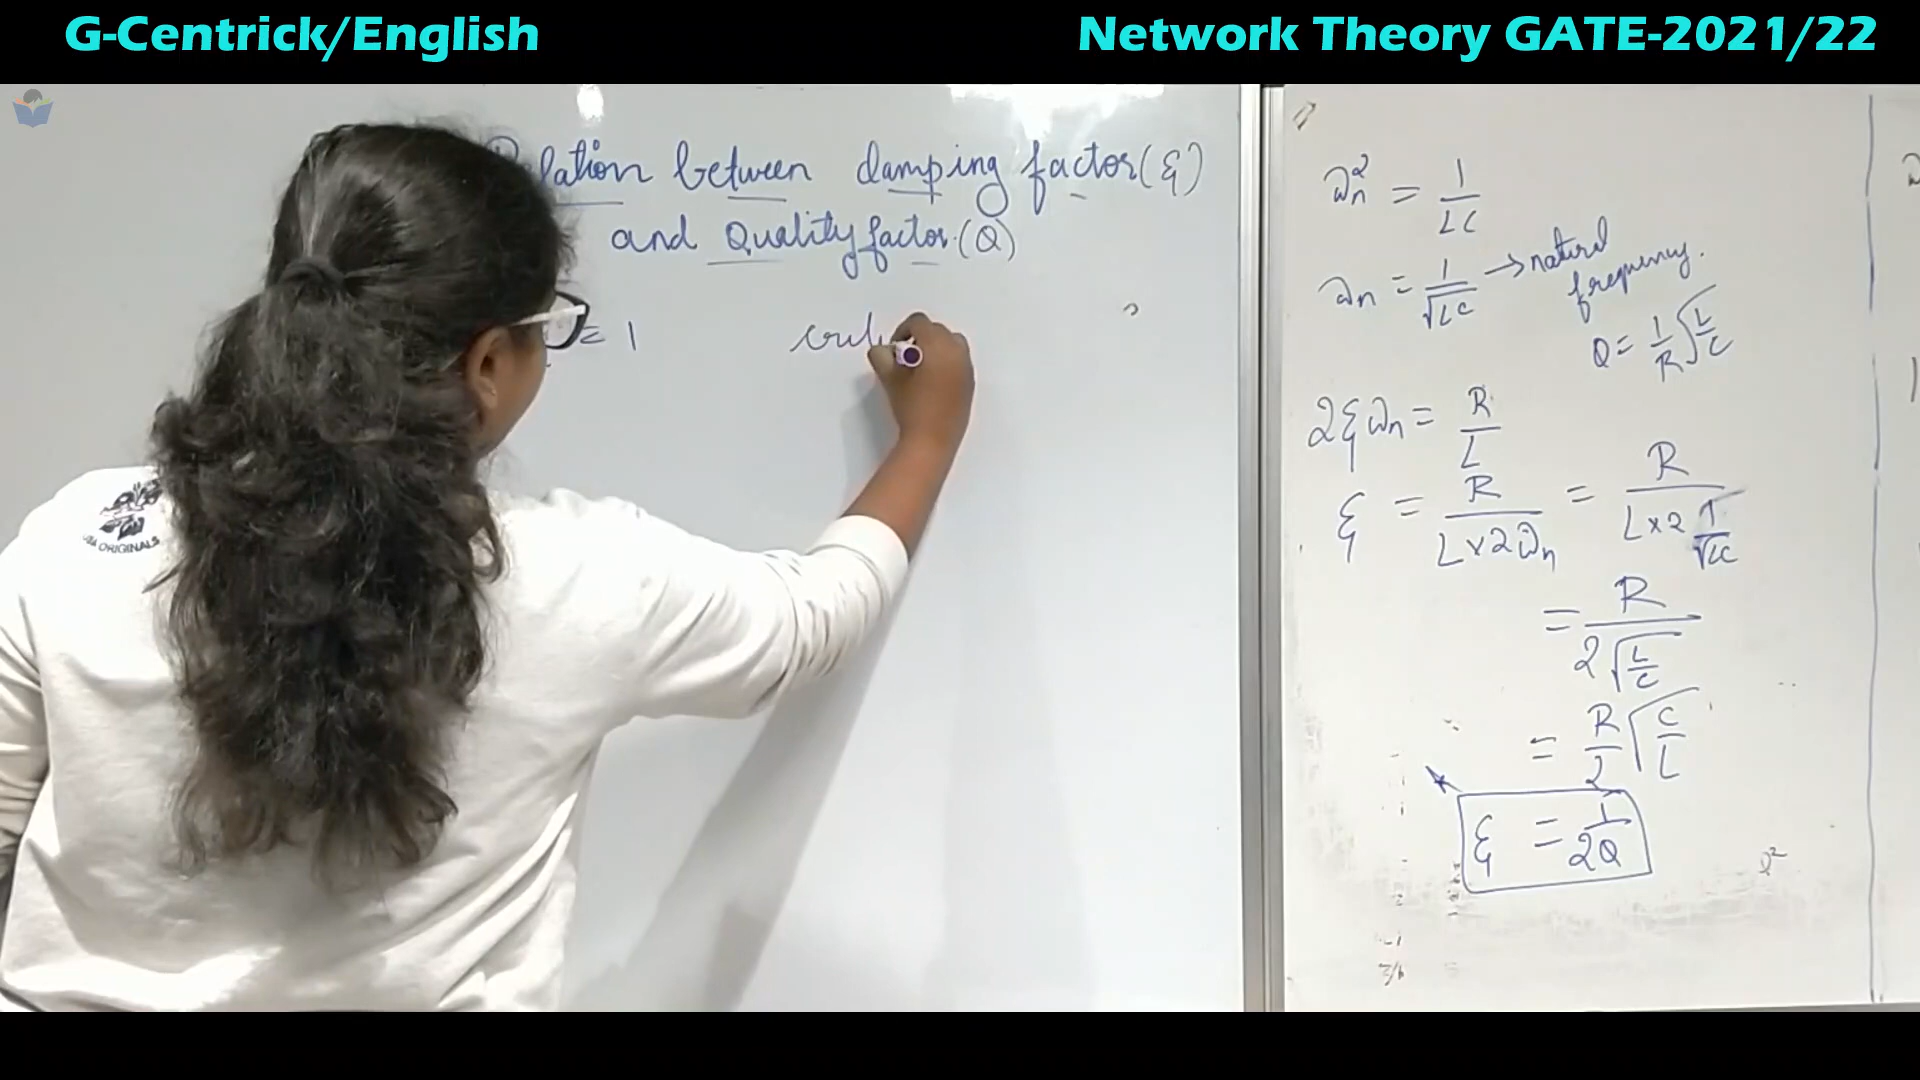 G-Centrick/English
Network Theory GATE-2021/22
lation between damping factor (ξ)
and Quality factor (Q)
= 1
ORIGINALS
ωn² = 1/LC
ωn = 1/√LC → natural frequency.
Q = 1/R √L/C
2ξωn = R/L
ξ = R/L×2ωn = R/L×2 1/√LC
= R/2√L/C
= R/2 √C/L
ξ = 1/2Q